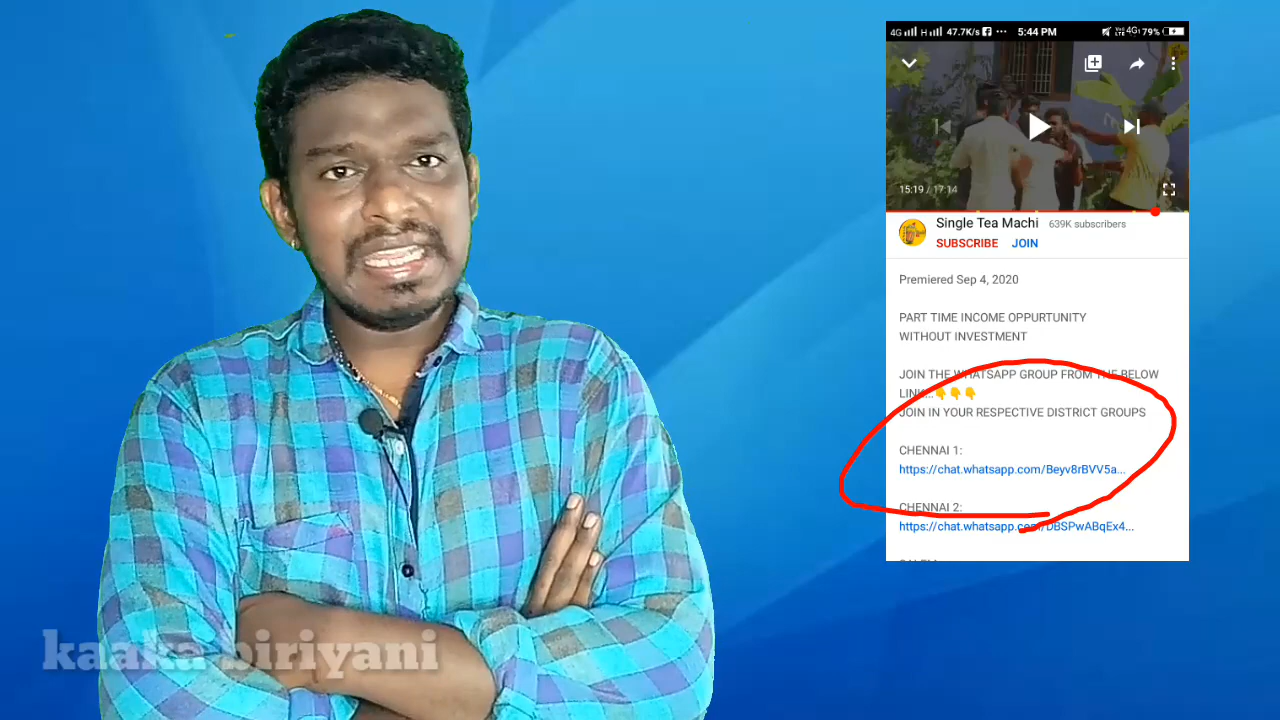 4G H 47.7K/s ... 5:44 PM VoLTE 4G 79%
15:19 / 17:14
Single Tea Machi 639K subscribers
SUBSCRIBE JOIN
Premiered Sep 4, 2020
PART TIME INCOME OPPURTUNITY
WITHOUT INVESTMENT
JOIN THE WHATSAPP GROUP FROM THE BELOW
LINK...👇👇👇
JOIN IN YOUR RESPECTIVE DISTRICT GROUPS
CHENNAI 1:
https://chat.whatsapp.com/Beyv8rBVV5a...
CHENNAI 2:
https://chat.whatsapp.com/DBSPwABqEx4...
kaaka biriyani